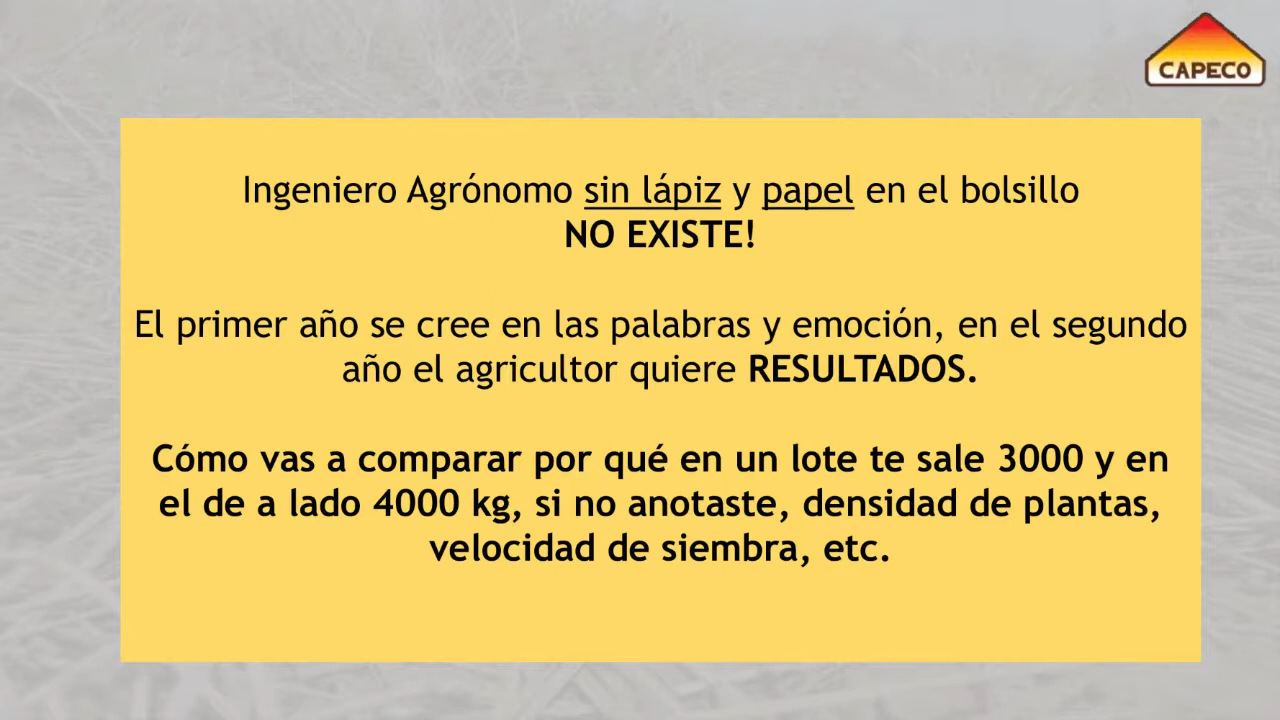 CAPECO
Ingeniero Agrónomo sin lápiz y papel en el bolsillo
NO EXISTE!
El primer año se cree en las palabras y emoción, en el segundo
año el agricultor quiere RESULTADOS.
Cómo vas a comparar por qué en un lote te sale 3000 y en
el de a lado 4000 kg, si no anotaste, densidad de plantas,
velocidad de siembra, etc.